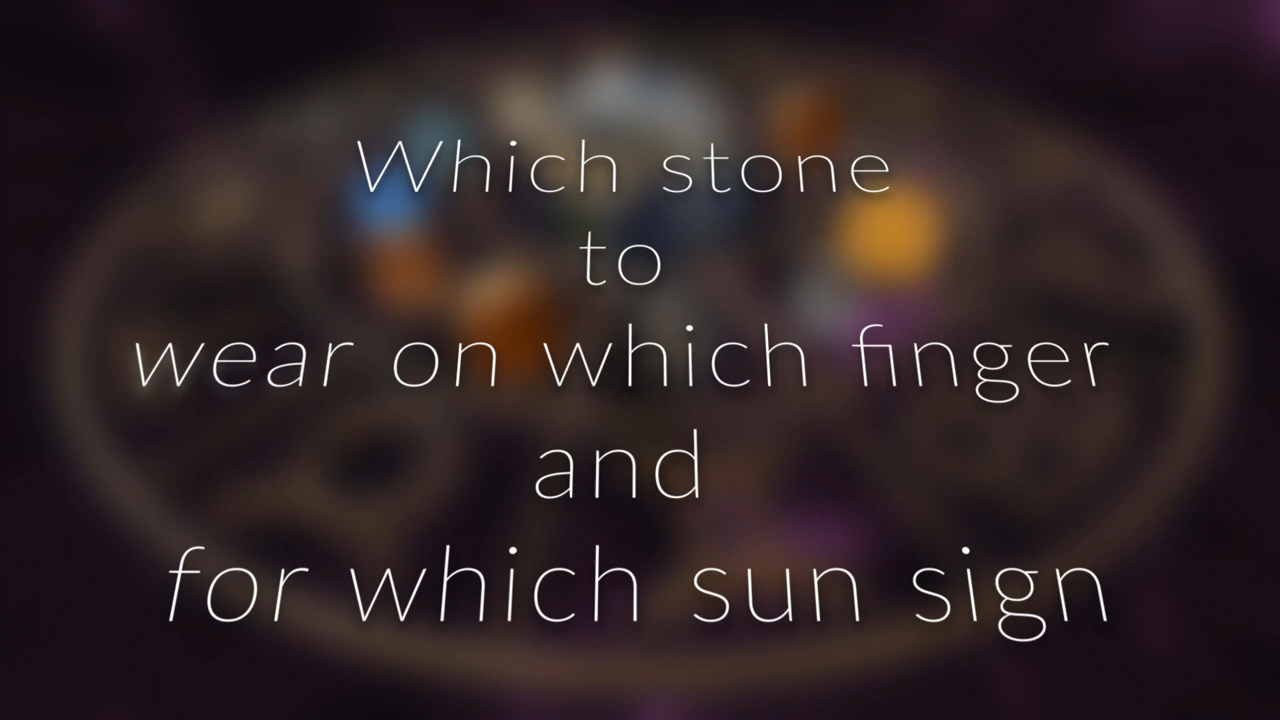 Which stone
to
wear on which finger
and
for which sun sign